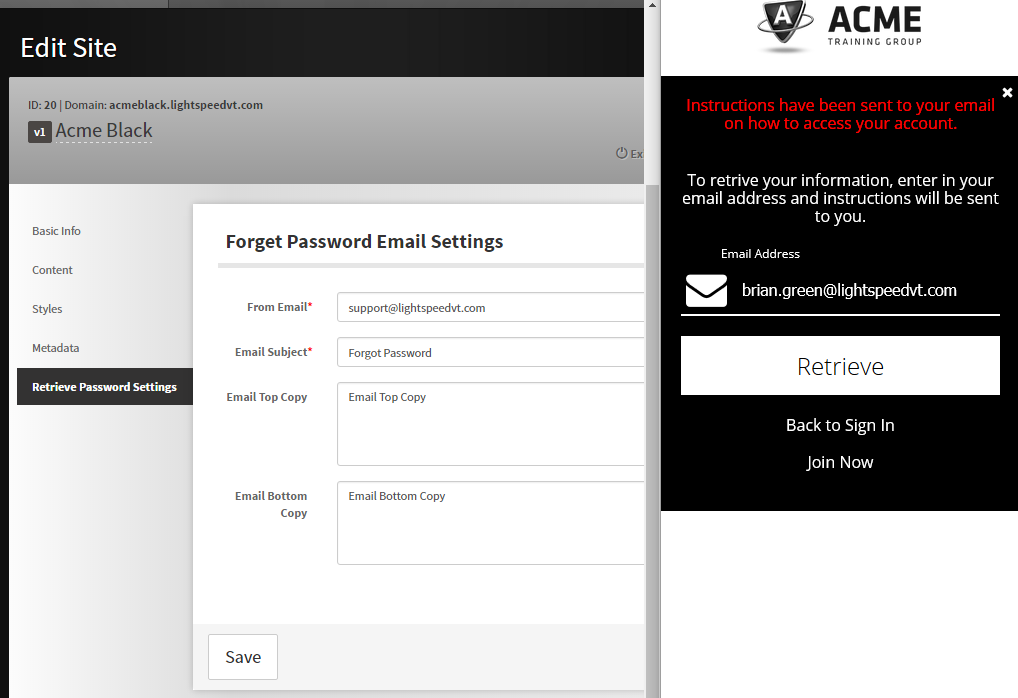 Edit Site
ID: 20 | Domain: acmeblack.lightspeedvt.com
v1 Acme Black
Ex
Basic Info
Content
Styles
Metadata
Retrieve Password Settings
Forget Password Email Settings
From Email*
support@lightspeedvt.com
Email Subject*
Forgot Password
Email Top Copy
Email Top Copy
Email Bottom
Copy
Email Bottom Copy
Save
A
ACME
TRAINING GROUP
Instructions have been sent to your email
on how to access your account.
To retrive your information, enter in your
email address and instructions will be sent
to you.
Email Address
brian.green@lightspeedvt.com
Retrieve
Back to Sign In
Join Now